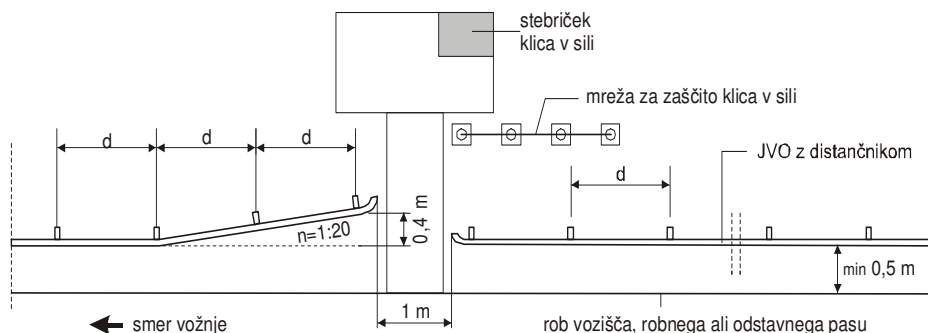 stebriček
klica v sili
mreža za zaščito klica v sili
d
d
d
JVO z distančnikom
d
0,4 m
n=1:20
min 0,5 m
1 m
smer vožnje
rob vozišča, robnega ali odstavnega pasu